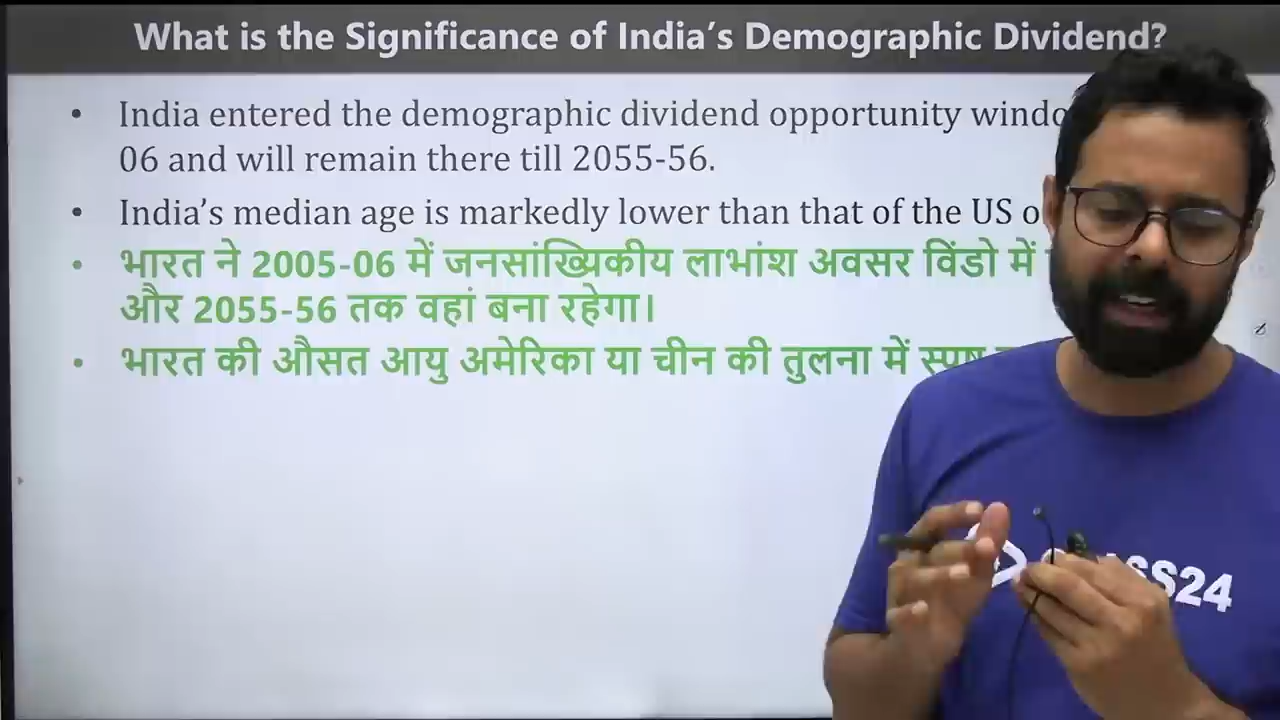 What is the Significance of India's Demographic Dividend?
• India entered the demographic dividend opportunity
06 and will remain there till 2055-56.
• India's median age is markedly lower than that of the US
• भारत ने 2005-06 में जनसांख्यिकीय लाभांश अवसर विंडो में
और 2055-56 तक वहां बना रहेगा।
• भारत की औसत आयु अमेरिका या चीन की तुलना में
SS24